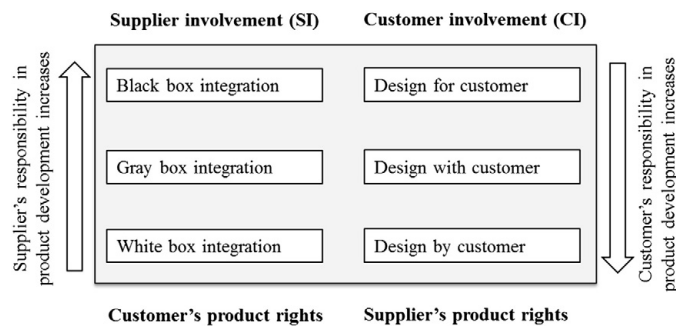 Supplier involvement (SI)
Customer involvement (CI)
Supplier's responsibility in
product development increases
Black box integration
Design for customer
Gray box integration
Design with customer
White box integration
Design by customer
Customer's responsibility in
product development increases
Customer's product rights
Supplier's product rights